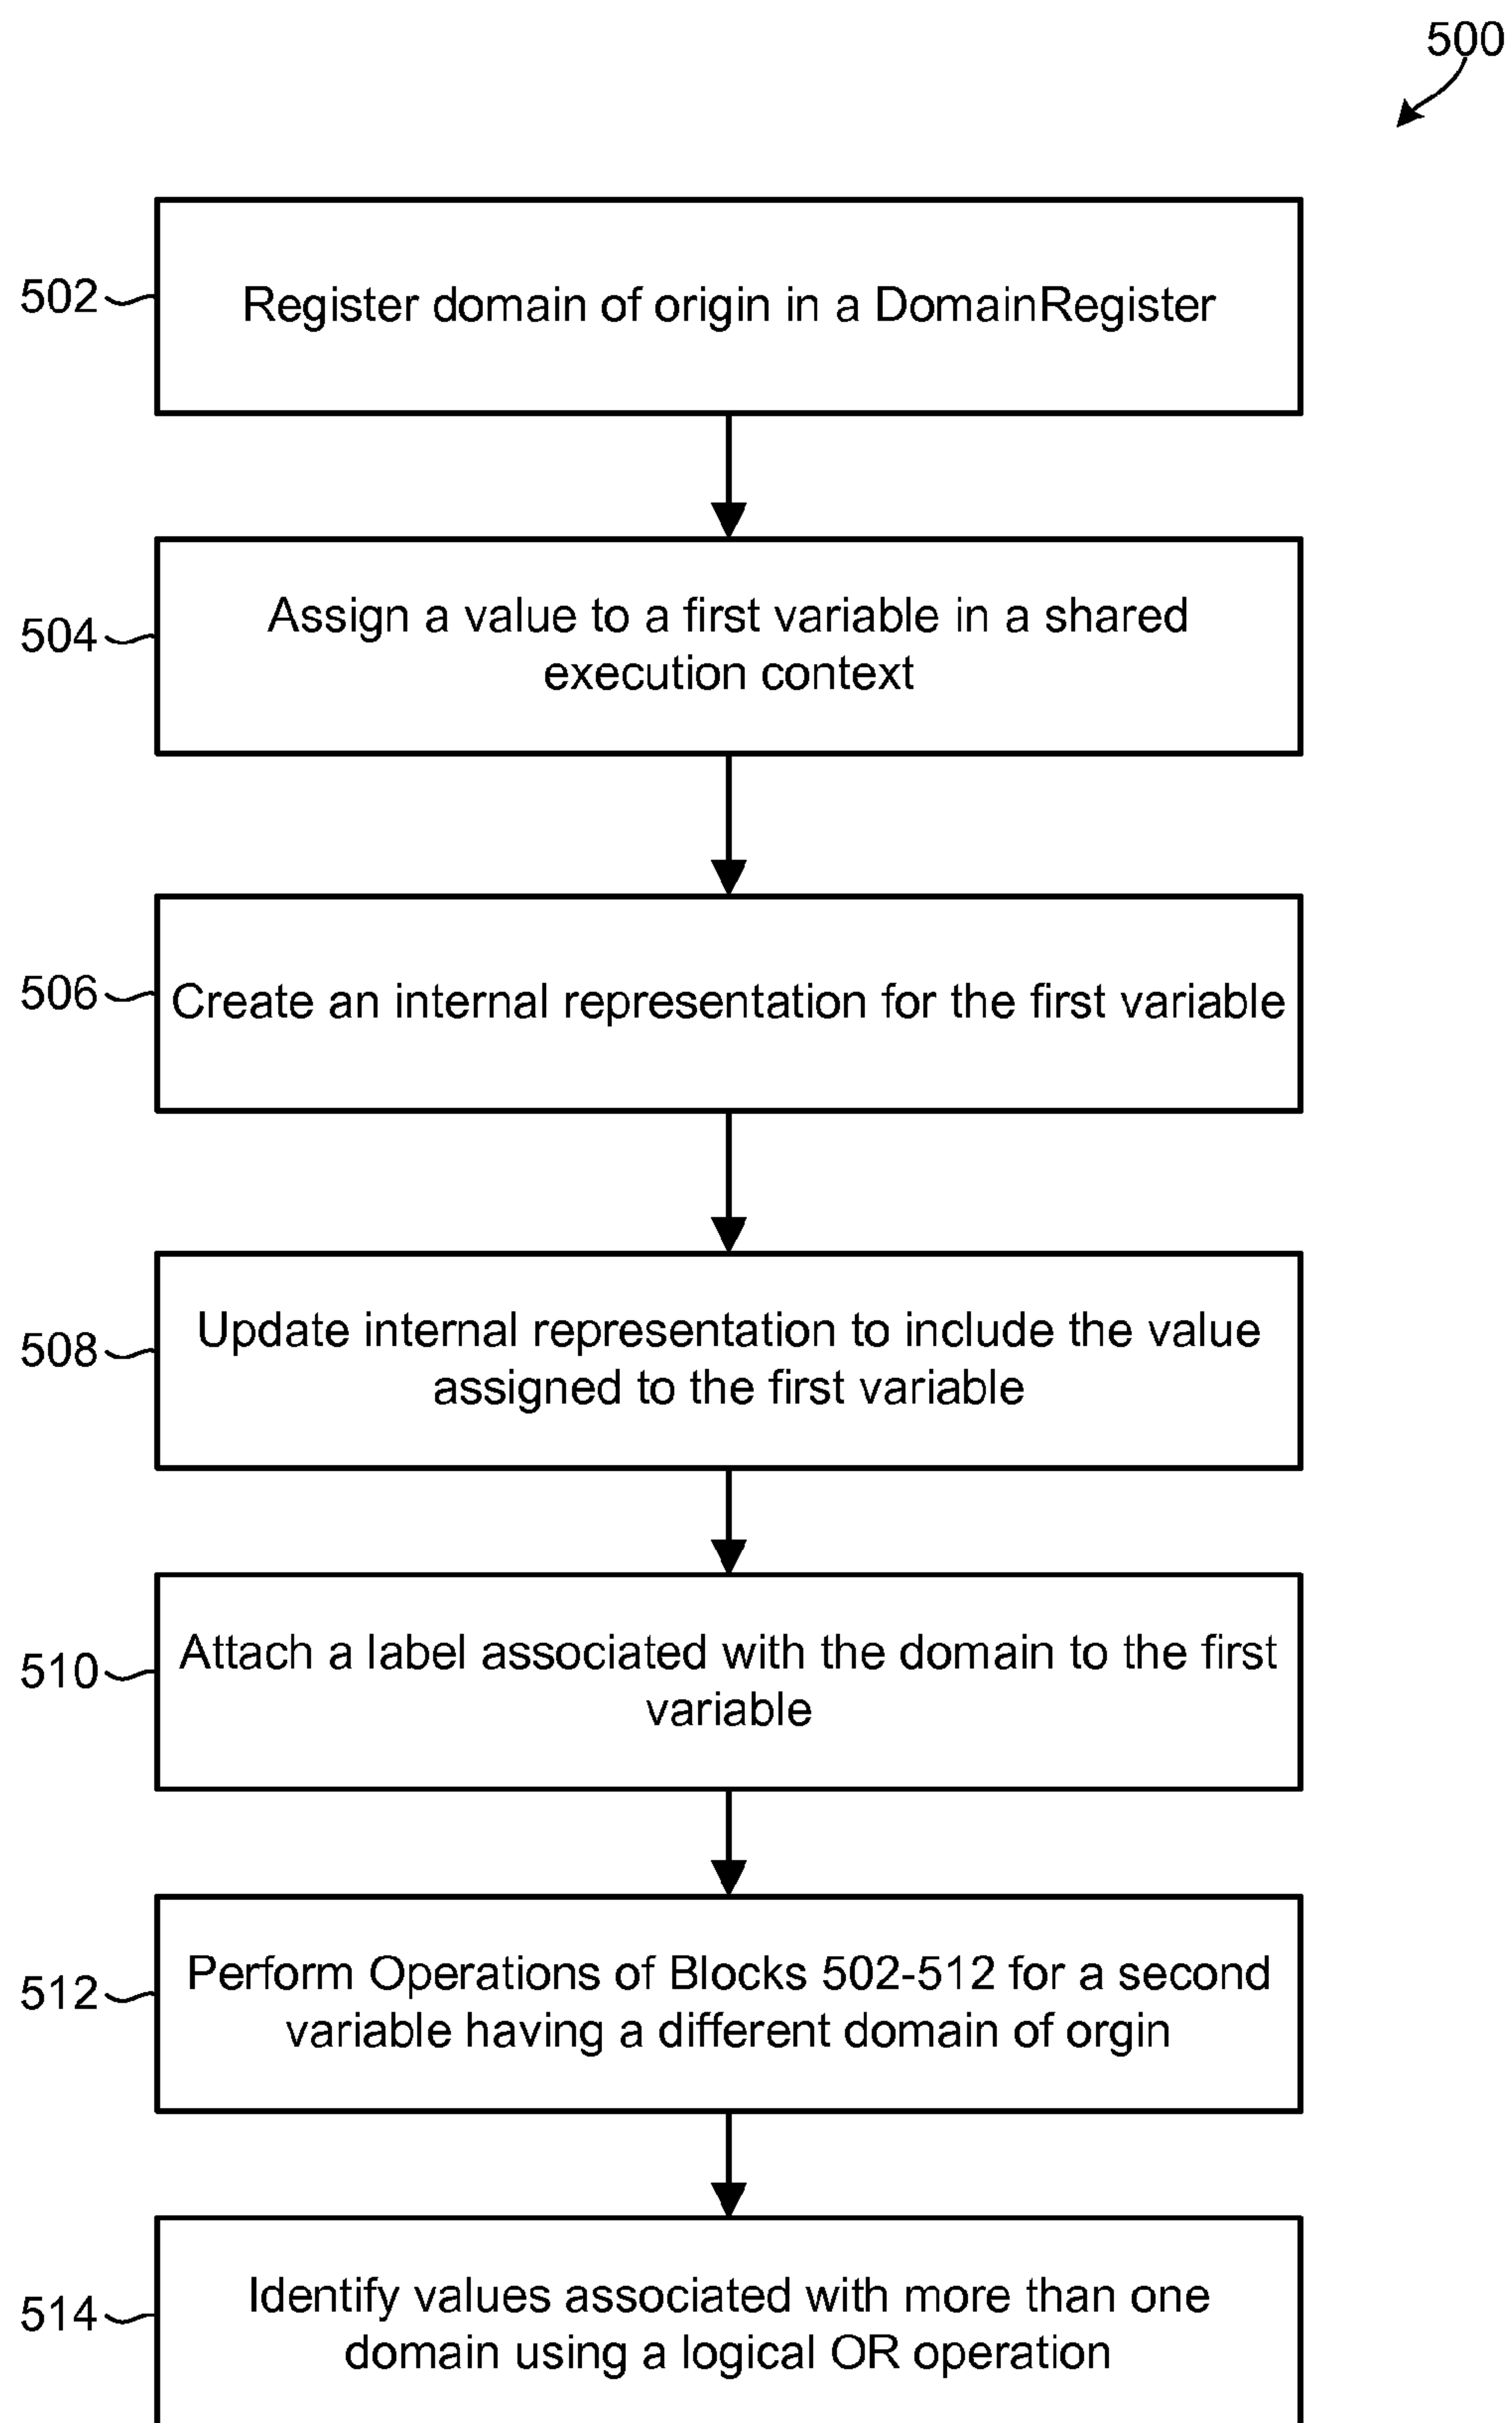 500
502
Register domain of origin in a DomainRegister
504
Assign a value to a first variable in a shared
execution context
506
Create an internal representation for the first variable
508
Update internal representation to include the value
assigned to the first variable
510
Attach a label associated with the domain to the first
variable
512
Perform Operations of Blocks 502-512 for a second
variable having a different domain of orgin
514
Identify values associated with more than one
domain using a logical OR operation